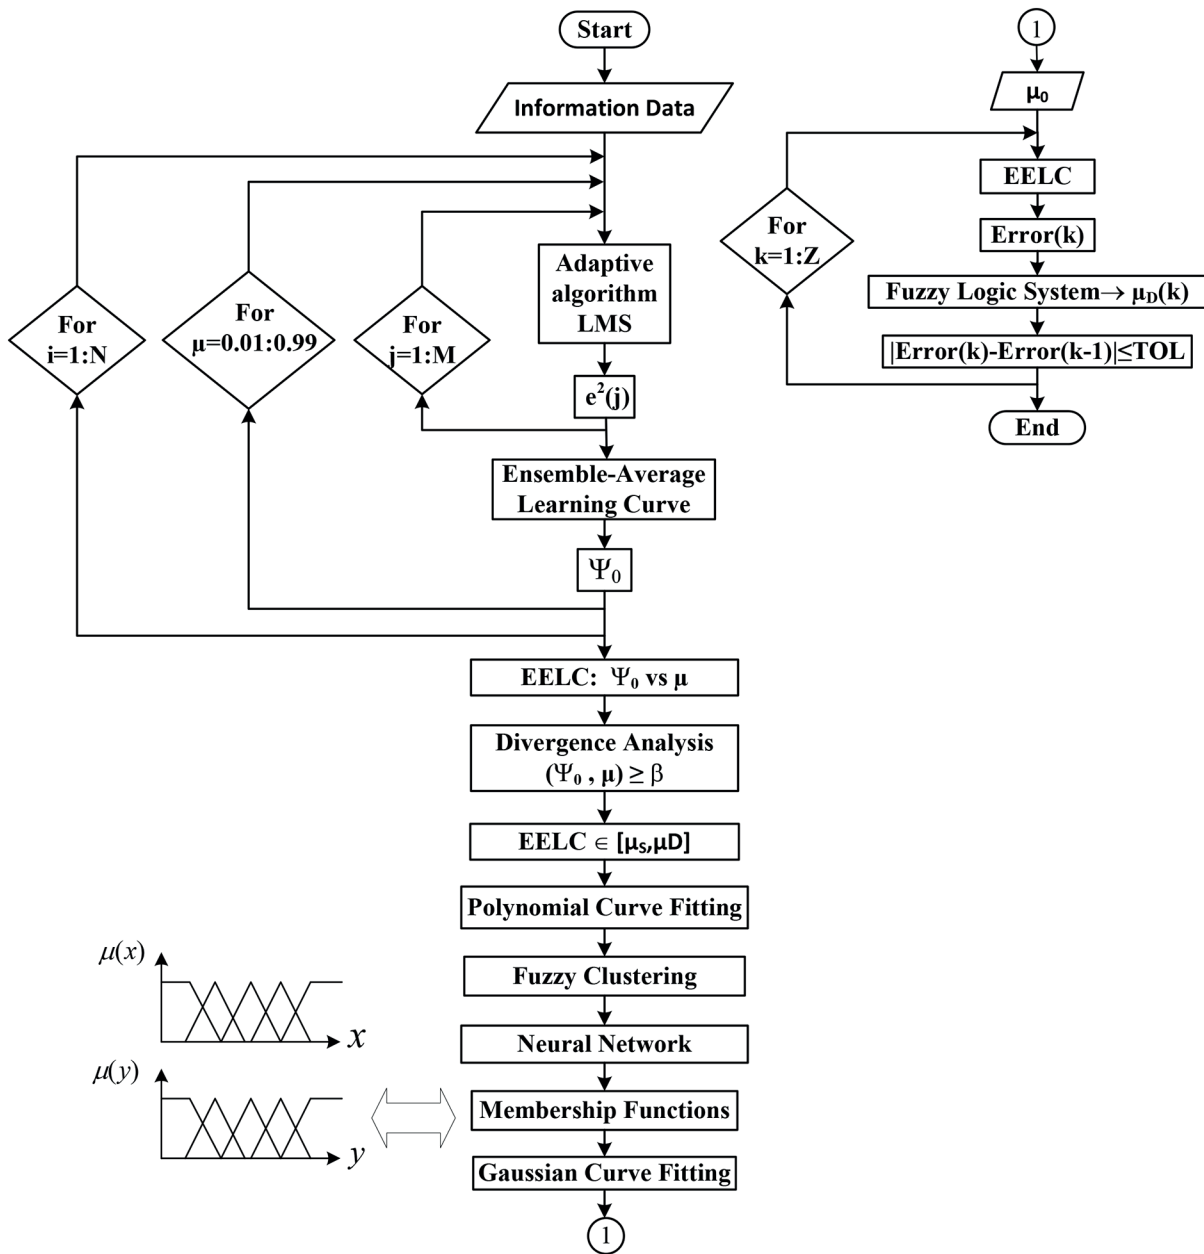 Start
Information Data
Adaptive
algorithm
LMS
For
i=1:N
For
μ=0.01:0.99
For
j=1:M
e²(j)
Ensemble-Average
Learning Curve
Ψ₀
EELC: Ψ₀ vs μ
Divergence Analysis
(Ψ₀ , μ) ≥ β
EELC ∈ [μₛ,μD]
Polynomial Curve Fitting
Fuzzy Clustering
Neural Network
Membership Functions
Gaussian Curve Fitting
1
μ(x)
x
μ(y)
y
1
μ₀
EELC
Error(k)
For
k=1:Z
Fuzzy Logic System→ μ_D(k)
|Error(k)-Error(k-1)|≤TOL
End